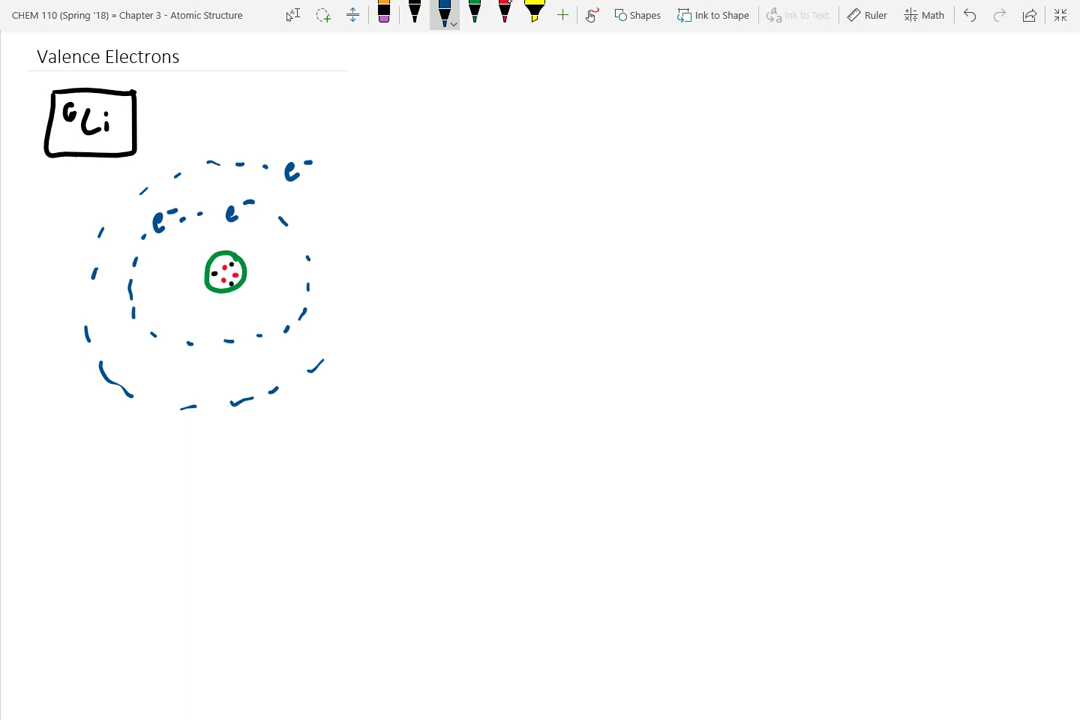 CHEM 110 (Spring '18) » Chapter 3 - Atomic Structure
Shapes
Ink to Shape
Ink to Text
Ruler
Math
Valence Electrons
⁶Li
e⁻
e⁻ e⁻